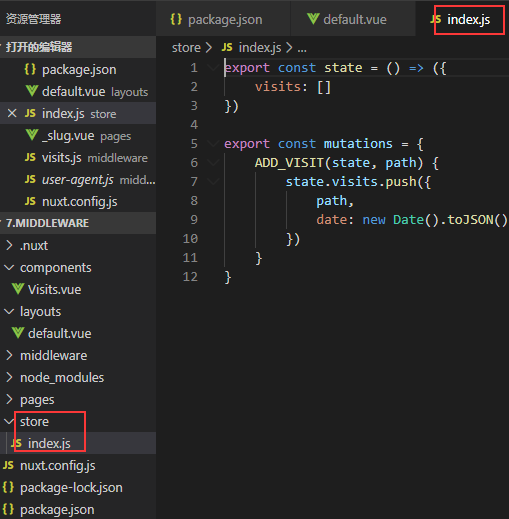 资源管理器
打开的编辑器
package.json
default.vue layouts
index.js store
_slug.vue pages
visits.js middleware
user-agent.js midd...
nuxt.config.js
7.MIDDLEWARE
.nuxt
components
Visits.vue
layouts
default.vue
middleware
node_modules
pages
store
JS index.js
JS nuxt.config.js
{} package-lock.json
{} package.json
{} package.json
default.vue
JS index.js
store > JS index.js > ...
1 export const state = () => ({
2 visits: []
3 })
4
5 export const mutations = {
6 ADD_VISIT(state, path) {
7 state.visits.push({
8 path,
9 date: new Date().toJSON()
10 })
11 }
12 }